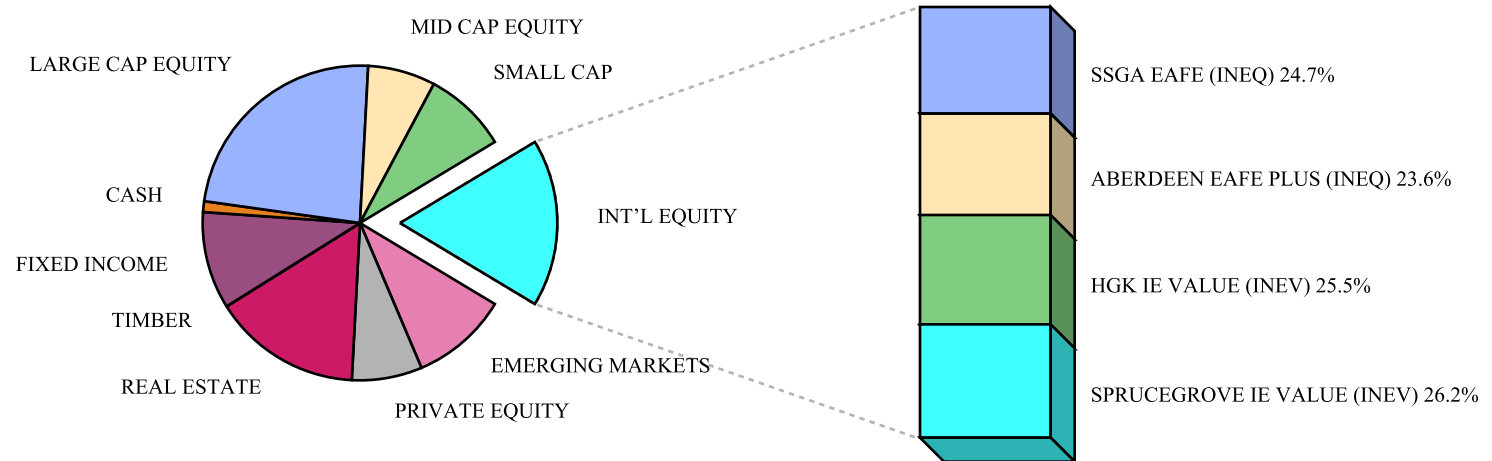 MID CAP EQUITY
LARGE CAP EQUITY
SMALL CAP
CASH
INT’L EQUITY
FIXED INCOME
TIMBER
REAL ESTATE
EMERGING MARKETS
PRIVATE EQUITY
SSGA EAFE (INEQ) 24.7%
ABERDEEN EAFE PLUS (INEQ) 23.6%
HGK IE VALUE (INEV) 25.5%
SPRUCEGROVE IE VALUE (INEV) 26.2%